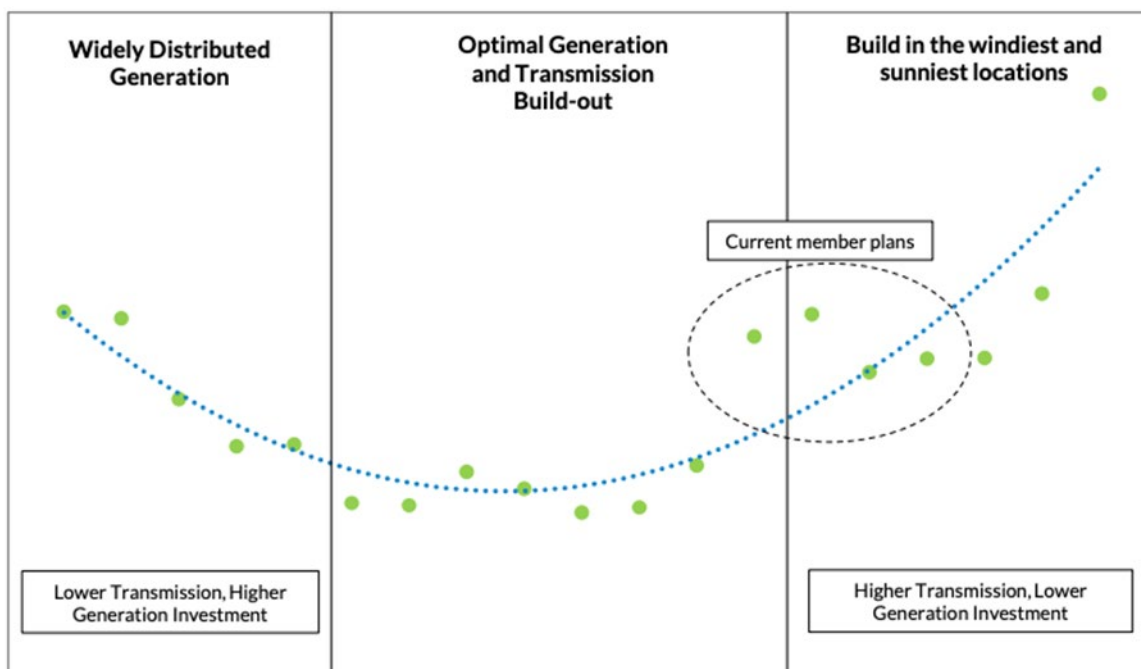 Widely Distributed
Generation
Optimal Generation
and Transmission
Build-out
Build in the windiest and
sunniest locations
Current member plans
Lower Transmission, Higher
Generation Investment
Higher Transmission, Lower
Generation Investment